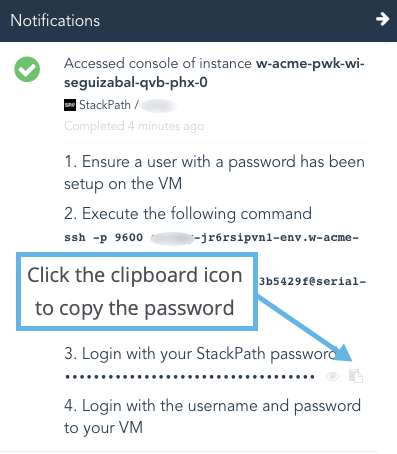 Notifications
Accessed console of instance w-acme-pwk-wi-
seguizabal-qvb-phx-0
SP// StackPath /
Completed 4 minutes ago
1. Ensure a user with a password has been
setup on the VM
2. Execute the following command
ssh -p 9600 -jr6rsipvn1-env.w-acme-
3b5429f@serial-
Click the clipboard icon
to copy the password
3. Login with your StackPath password
•••••••••••••••••••••••••••••••••••
4. Login with the username and password
to your VM